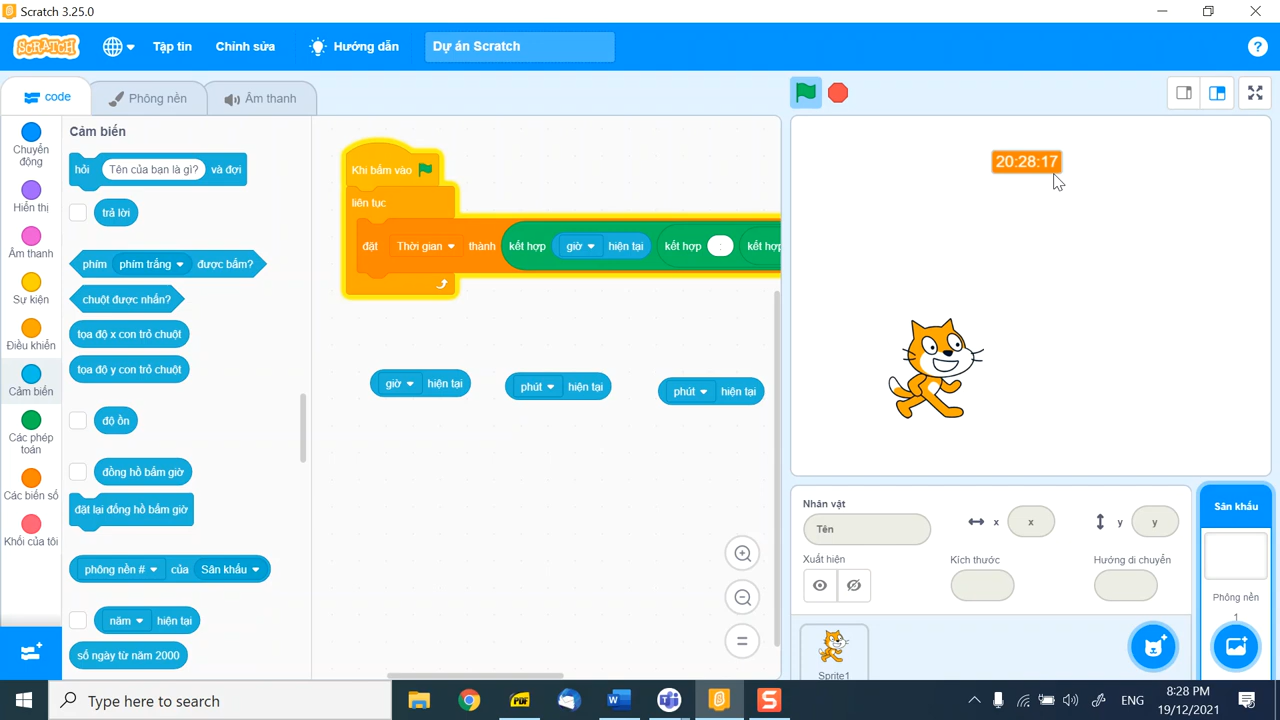 Scratch 3.25.0
SCRATCH
Tập tin
Chỉnh sửa
Hướng dẫn
Dự án Scratch
?
code
Phông nền
Âm thanh
Chuyển động
Hiển thị
Âm thanh
Sự kiện
Điều khiển
Cảm biến
Các phép toán
Các biến số
Khối của tôi
Cảm biến
hỏi Tên của bạn là gì? và đợi
trả lời
phím phím trắng được bấm?
chuột được nhấn?
tọa độ x con trỏ chuột
tọa độ y con trỏ chuột
độ ồn
đồng hồ bấm giờ
đặt lại đồng hồ bấm giờ
phông nền # của Sân khấu
năm hiện tại
số ngày từ năm 2000
Khi bấm vào
liên tục
đặt Thời gian thành kết hợp giờ hiện tại kết hợp : kết hợp
giờ hiện tại
phút hiện tại
phút hiện tại
20:28:17
Nhân vật
Tên
x x
y y
Xuất hiện
Kích thước
Hướng di chuyển
Sprite1
Sân khấu
Phông nền
1
Type here to search
PDF
ENG
8:28 PM
19/12/2021